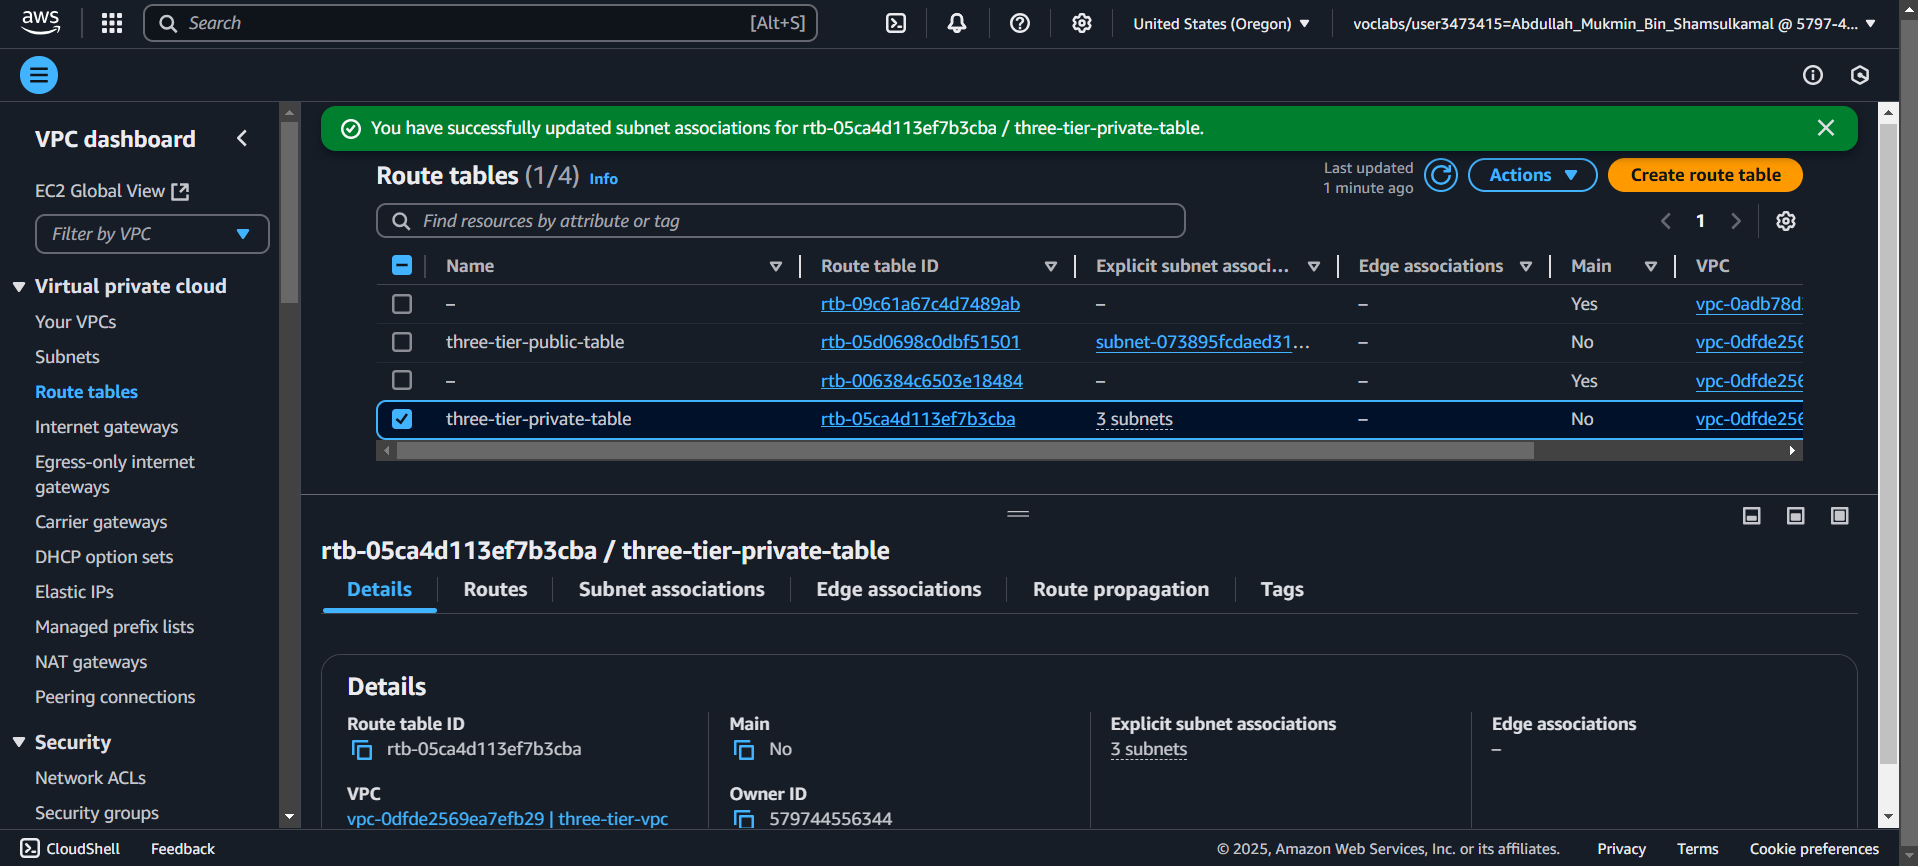 aws
Search
[Alt+S]
United States (Oregon)
voclabs/user3473415=Abdullah_Mukmin_Bin_Shamsulkamal @ 5797-4...
VPC dashboard
EC2 Global View
Filter by VPC
Virtual private cloud
Your VPCs
Subnets
Route tables
Internet gateways
Egress-only internet
gateways
Carrier gateways
DHCP option sets
Elastic IPs
Managed prefix lists
NAT gateways
Peering connections
Security
Network ACLs
Security groups
You have successfully updated subnet associations for rtb-05ca4d113ef7b3cba / three-tier-private-table.
Route tables (1/4) Info
Last updated
1 minute ago
Actions
Create route table
Find resources by attribute or tag
1
Name Route table ID Explicit subnet associ... Edge associations Main VPC
– rtb-09c61a67c4d7489ab – – Yes vpc-0adb78d
three-tier-public-table rtb-05d0698c0dbf51501 subnet-073895fcdaed31... – No vpc-0dfde256
– rtb-006384c6503e18484 – – Yes vpc-0dfde256
three-tier-private-table rtb-05ca4d113ef7b3cba 3 subnets – No vpc-0dfde256
rtb-05ca4d113ef7b3cba / three-tier-private-table
Details Routes Subnet associations Edge associations Route propagation Tags
Details
Route table ID
rtb-05ca4d113ef7b3cba
Main
No
Explicit subnet associations
3 subnets
Edge associations
–
VPC
vpc-0dfde2569ea7efb29 | three-tier-vpc
Owner ID
579744556344
CloudShell Feedback © 2025, Amazon Web Services, Inc. or its affiliates. Privacy Terms Cookie preferences